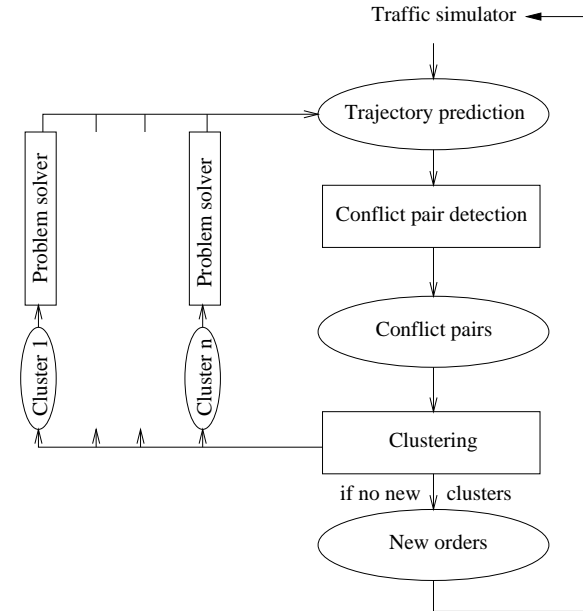 Traffic simulator
Trajectory prediction
Problem solver
Problem solver
Conflict pair detection
Cluster 1
Cluster n
Conflict pairs
Clustering
if no new clusters
New orders